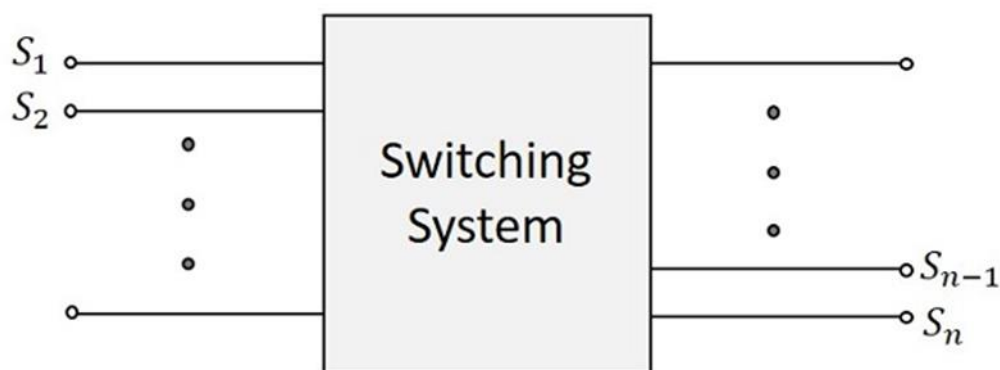 S₁
S₂
Switching
System
Sₙ₋₁
Sₙ